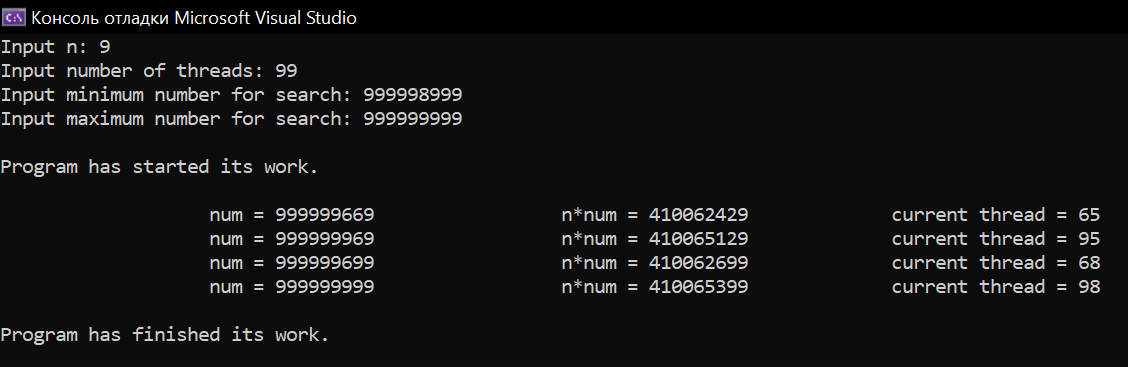 Консоль отладки Microsoft Visual Studio
Input n: 9
Input number of threads: 99
Input minimum number for search: 999998999
Input maximum number for search: 999999999
Program has started its work.
num = 999999669 n*num = 410062429 current thread = 65
num = 999999969 n*num = 410065129 current thread = 95
num = 999999699 n*num = 410062699 current thread = 68
num = 999999999 n*num = 410065399 current thread = 98
Program has finished its work.